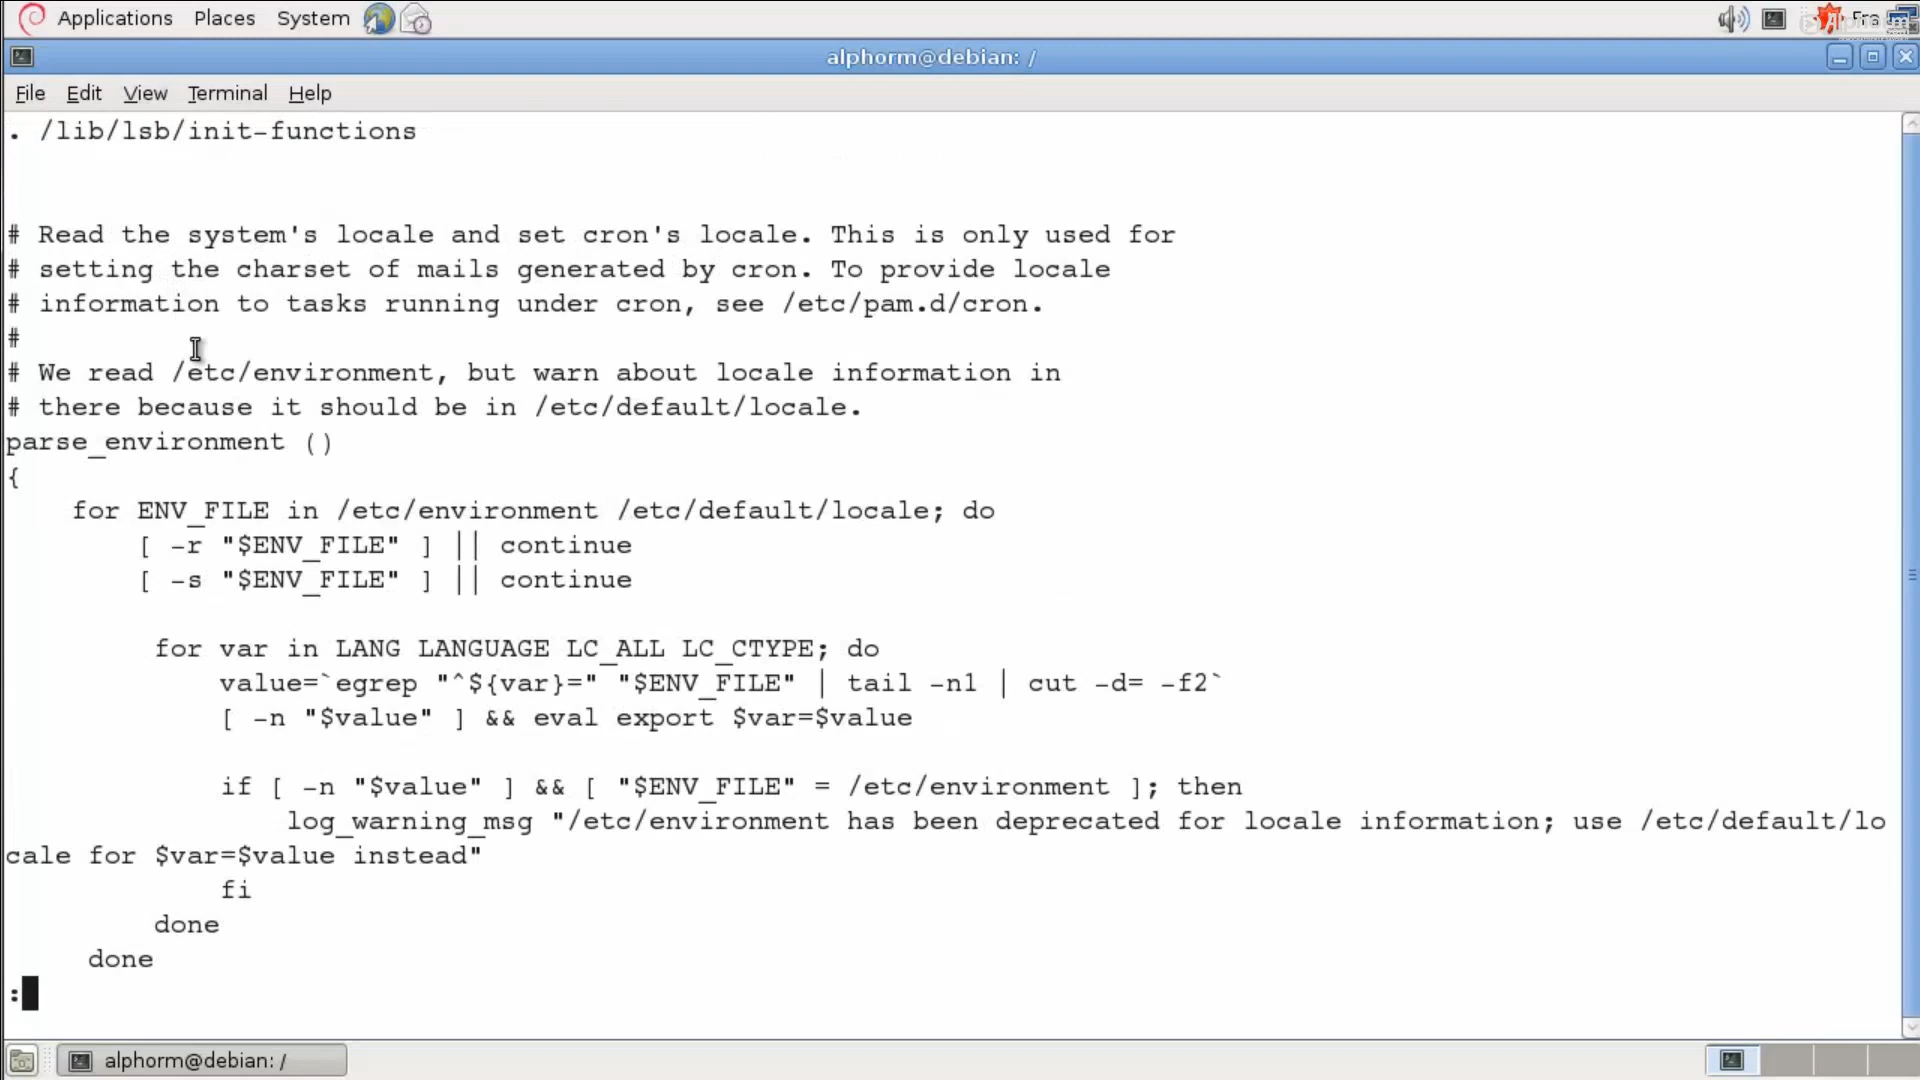 Applications Places System Fra
alphorm@debian: /
File Edit View Terminal Help
. /lib/lsb/init-functions
# Read the system's locale and set cron's locale. This is only used for
# setting the charset of mails generated by cron. To provide locale
# information to tasks running under cron, see /etc/pam.d/cron.
#
# We read /etc/environment, but warn about locale information in
# there because it should be in /etc/default/locale.
parse_environment ()
{
    for ENV_FILE in /etc/environment /etc/default/locale; do
        [ -r "$ENV_FILE" ] || continue
        [ -s "$ENV_FILE" ] || continue
         for var in LANG LANGUAGE LC_ALL LC_CTYPE; do
             value=`egrep "^${var}=" "$ENV_FILE" | tail -n1 | cut -d= -f2`
             [ -n "$value" ] && eval export $var=$value
             if [ -n "$value" ] && [ "$ENV_FILE" = /etc/environment ]; then
                 log_warning_msg "/etc/environment has been deprecated for locale information; use /etc/default/lo
cale for $var=$value instead"
             fi
         done
     done
:
alphorm@debian: /